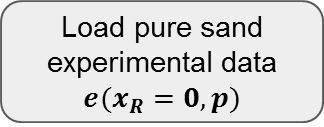 Load pure sand
experimental data
e(x_R = 0, p)